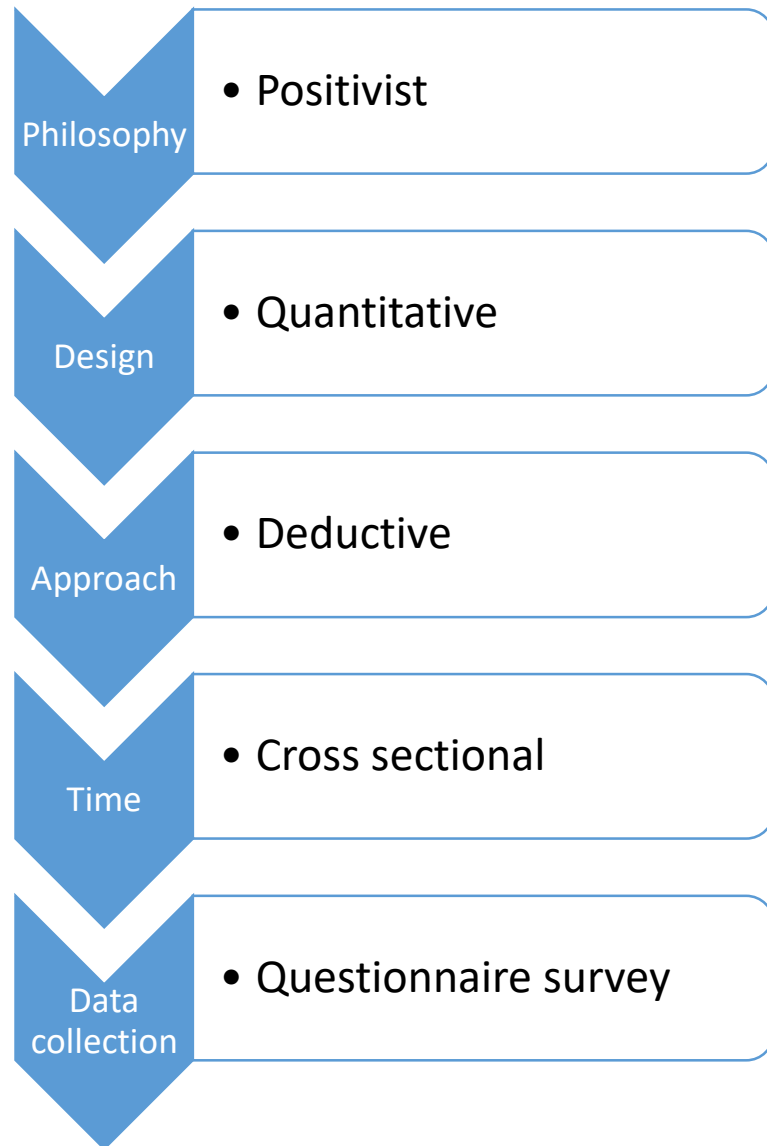 Philosophy
• Positivist
Design
• Quantitative
Approach
• Deductive
Time
• Cross sectional
Data
collection
• Questionnaire survey